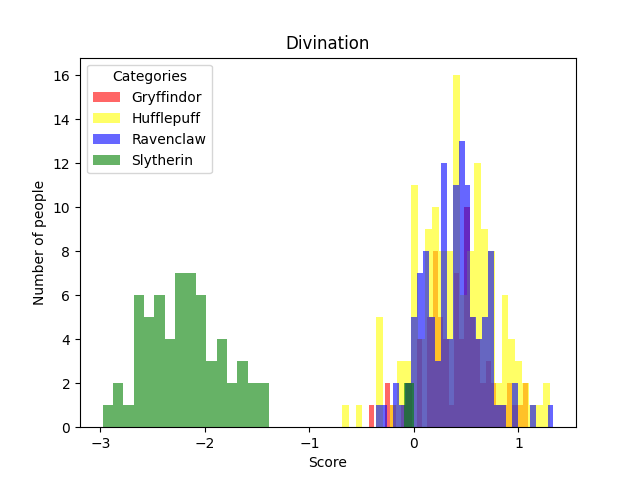 Divination
Categories
Gryffindor
Hufflepuff
Ravenclaw
Slytherin
Number of people
16
14
12
10
8
6
4
2
0
−3
−2
−1
0
1
Score